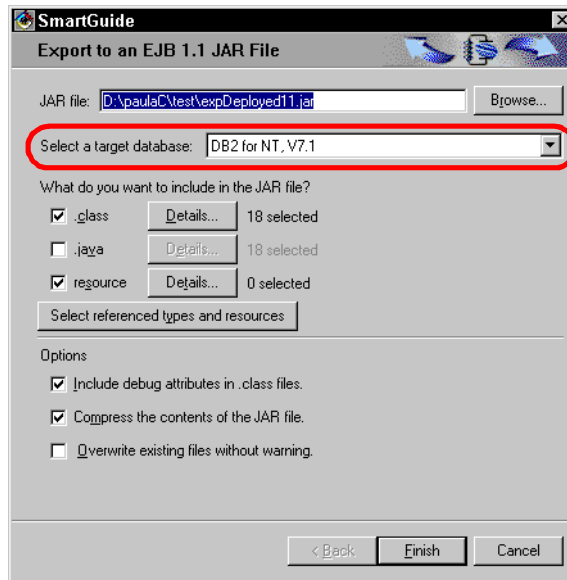 SmartGuide
Export to an EJB 1.1 JAR File
JAR file: D:\paulaC\test\expDeployed11.jar Browse...
Select a target database: DB2 for NT, V7.1
What do you want to include in the JAR file?
.class Details... 18 selected
.java Details... 18 selected
resource Details... 0 selected
Select referenced types and resources
Options
Include debug attributes in .class files.
Compress the contents of the JAR file.
Overwrite existing files without warning.
< Back Finish Cancel